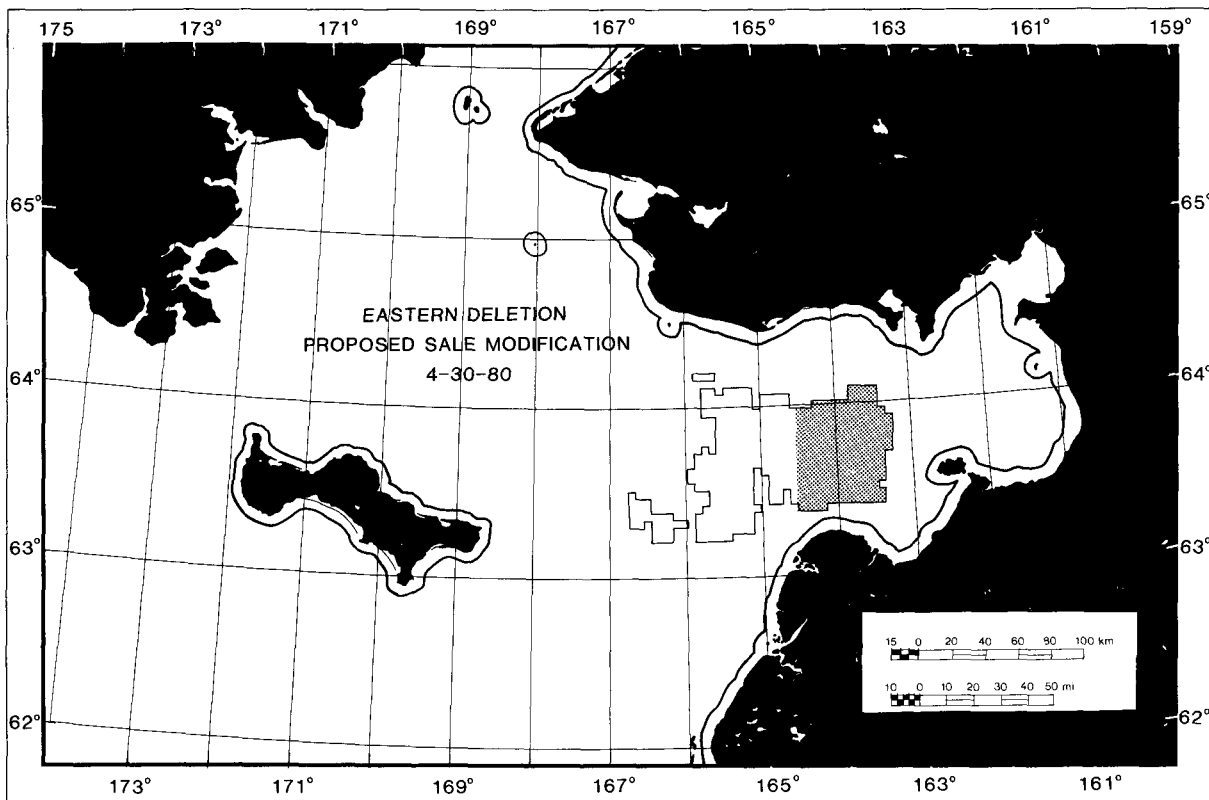 175 173° 171° 169° 167° 165° 163° 161° 159°
65° 65°
EASTERN DELETION
PROPOSED SALE MODIFICATION
4-30-80
64° 64°
63° 63°
15 0 20 40 60 80 100 km
10 0 10 20 30 40 50 mi
62° 62°
173° 171° 169° 167° 165° 163° 161°